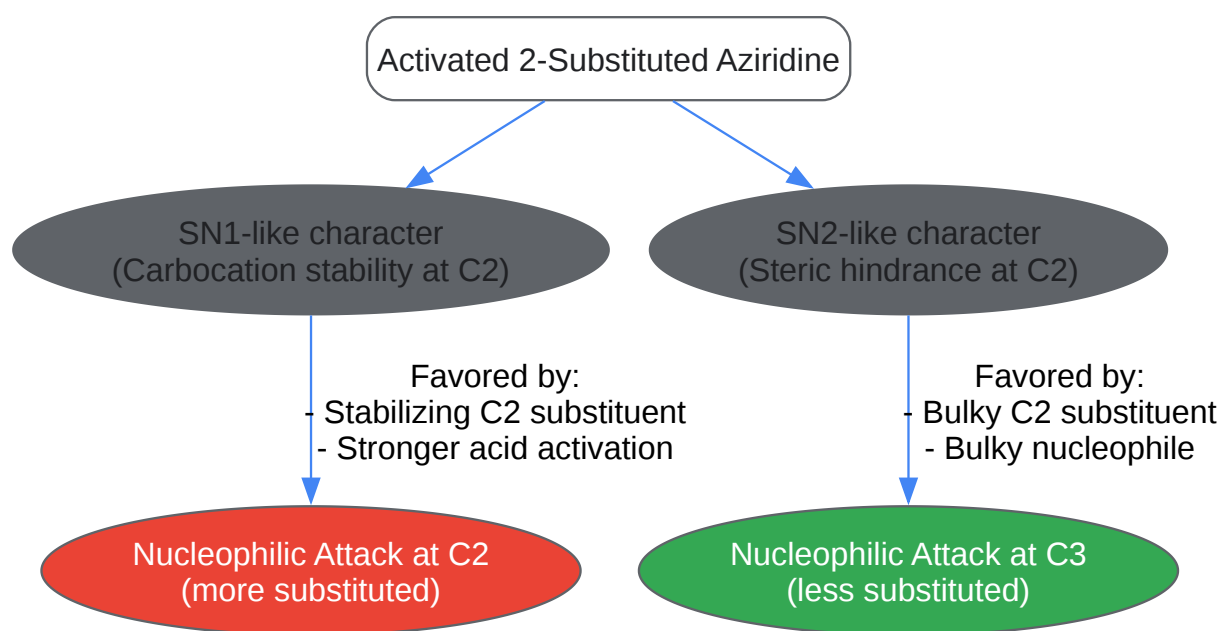 Activated 2-Substituted Aziridine
SN1-like character
(Carbocation stability at C2)
SN2-like character
(Steric hindrance at C2)
Favored by:
- Stabilizing C2 substituent
- Stronger acid activation
Favored by:
- Bulky C2 substituent
- Bulky nucleophile
Nucleophilic Attack at C2
(more substituted)
Nucleophilic Attack at C3
(less substituted)